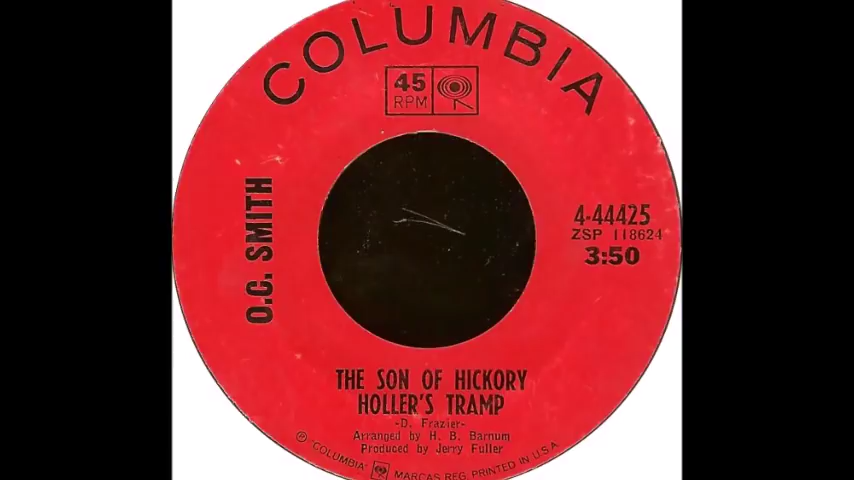 COLUMBIA
45
RPM
O.C. SMITH
4-44425
ZSP 118624
3:50
THE SON OF HICKORY
HOLLER'S TRAMP
-D. Frazier-
Arranged by H. B. Barnum
Produced by Jerry Fuller
Ⓟ "COLUMBIA" MARCAS REG. PRINTED IN U.S.A.